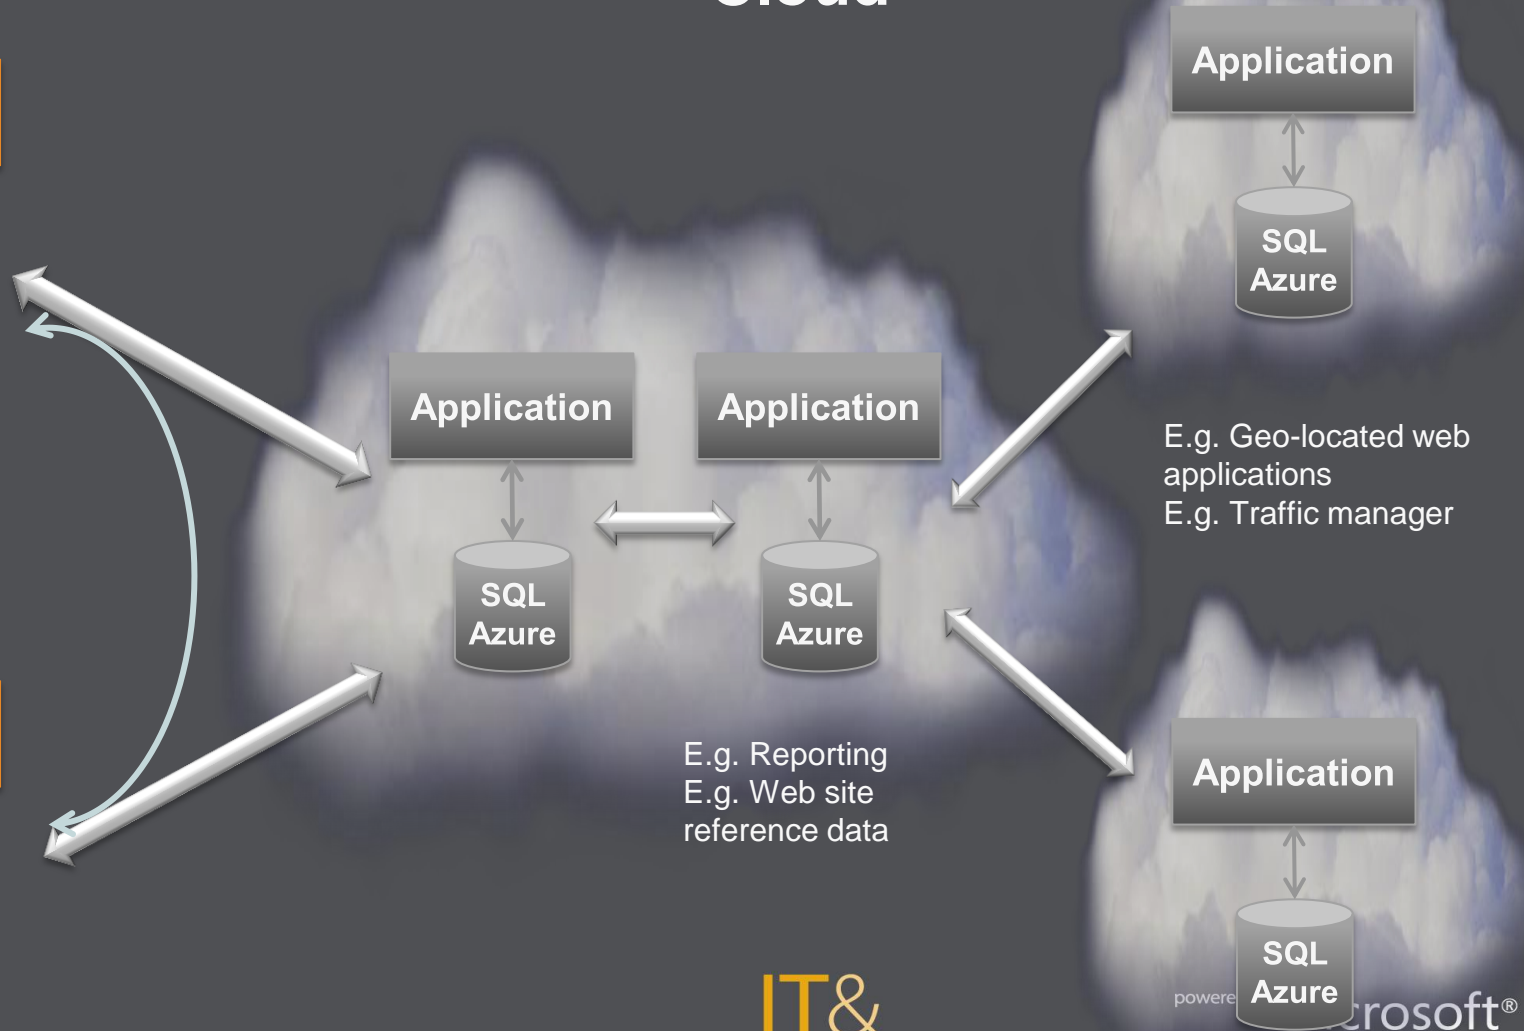 Application
SQL
Azure
Application
Application
SQL
Azure
SQL
Azure
E.g. Geo-located web
applications
E.g. Traffic manager
E.g. Reporting
E.g. Web site
reference data
Application
SQL
Azure
IT&